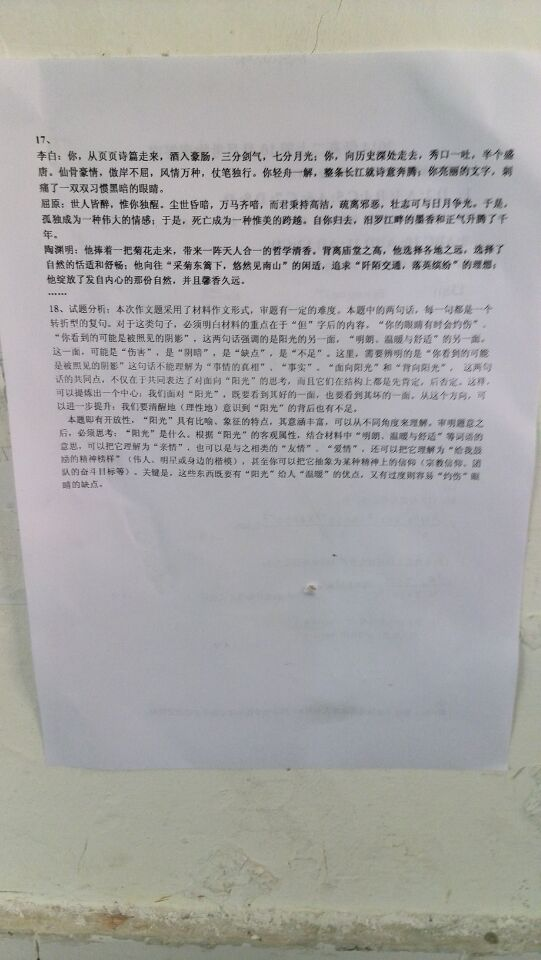 17、
李白：你，从页页诗篇走来，洒入豪肠，三分剑气，七分月光；你，向历史深处走去，秀口一吐，半个盛
唐。仙骨豪情，傲岸不屈，风情万种，仗笔独行。你轻舟一解，整条长江就诗意奔腾；你亮丽的文字，刺
痛了一双双习惯黑暗的眼睛。
屈原：世人皆醉，惟你独醒。尘世昏暗，万马齐喑，而君秉持高洁，疏离邪恶，壮志可与日月争光。于是，
孤独成为一种伟大的情感；于是，死亡成为一种惟美的跨越。自你归去，汨罗江畔的墨香和正气升腾了千
年。
陶渊明：他捧着一把菊花走来，带来一阵天人合一的哲学清香。背离庙堂之高，他选择各地之远，选择了
自然的恬适和舒畅；他向往“采菊东篱下，悠然见南山”的闲适，追求“阡陌交通，落英缤纷”的理想；
他绽放了发自内心的那份自然，并且馨香久远。
……
18、试题分析：本次作文题采用了材料作文形式，审题有一定的难度。本题中的两句话，每一句都是一个
转折型的复句。对于这类句子，必须明白材料的重点在于“但”字后的内容。“你的眼睛有时会灼伤”、
“你看到的可能是被照见的阴影”，这两句话强调的是阳光的另一面，“明朗、温暖与舒适”的另一面。
这一面，可能是“伤害”，是“阴暗”，是“缺点”，是“不足”。这里，需要辨明的是“你看到的可能
是被照见的阴影”这句话不能理解为“事情的真相”、“事实”。“面向阳光”和“背向阳光”，这两句
话的共同点，不仅在于共同表达了对面向“阳光”的思考，而且它们在结构上都是先肯定，后否定。这样，
可以提炼出一个中心：我们面对“阳光”，既要看到其好的一面，也要看到其坏的一面。从这个方向，可
以进一步提升：我们要清醒地（理性地）意识到“阳光”的背后也有不足。
本题即有开放性，“阳光”具有比喻、象征的特点，其意涵丰富，可以从不同角度来理解。审明题意之
后，必须思考：“阳光”是什么。根据“阳光”的客观属性，结合材料中“明朗、温暖与舒适”等词语的
意思，可以把它理解为“亲情”，也可以是与之相类的“友情”、“爱情”，还可以把它理解为“给我鼓
励的精神榜样”（伟人、明星或身边的楷模），甚至你可以把它抽象为某种精神上的信仰（宗教信仰、团
队的奋斗目标等）。关键是，这些东西既要有“阳光”给人“温暖”的优点，又有过度则容易“灼伤”眼
睛的缺点。